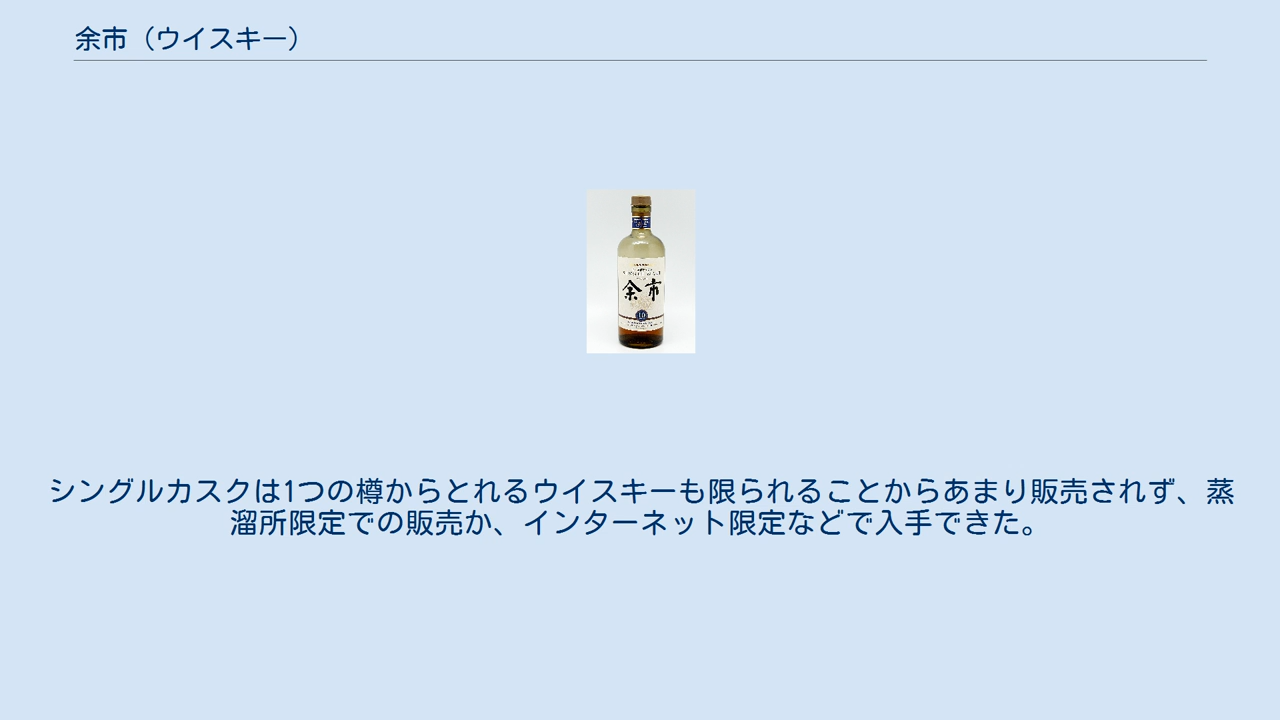 余市（ウイスキー）
余市
10
シングルカスクは1つの樽からとれるウイスキーも限られることからあまり販売されず、蒸
溜所限定での販売か、インターネット限定などで入手できた。